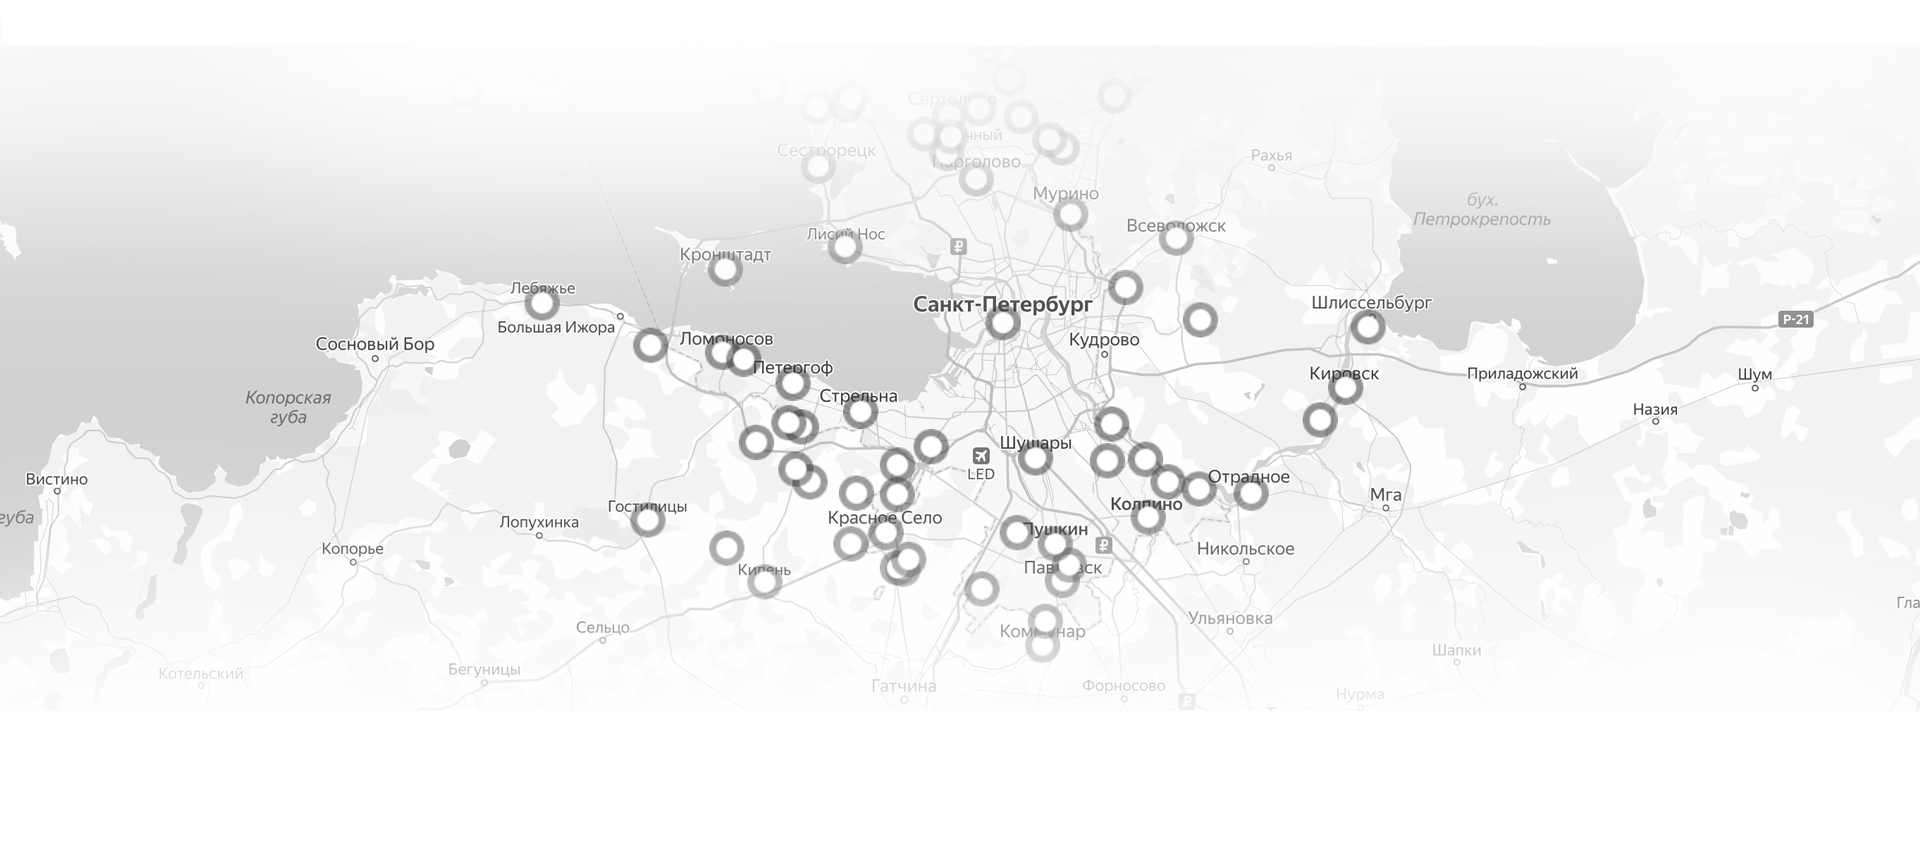 Сертолово
чный
Сестрорецк
Парголово
Рахья
Мурино
бух.
Петрокрепость
Всеволожск
Лисий Нос
Кронштадт
Лебяжье
Санкт-Петербург
Шлиссельбург
Большая Ижора
Р-21
Сосновый Бор
Ломоносов
Кудрово
Петергоф
Кировск
Приладожский
Шум
Копорская
губа
Стрельна
Назия
Шушары
LED
Вистино
Отрадное
Мга
Гостилицы
Колпино
губа
Лопухинка
Красное Село
Пушкин
Копорье
Никольское
Кипень
Павловск
Гла
Сельцо
Коммунар
Ульяновка
Шапки
Котельский
Бегуницы
Гатчина
Форносово
Нурма